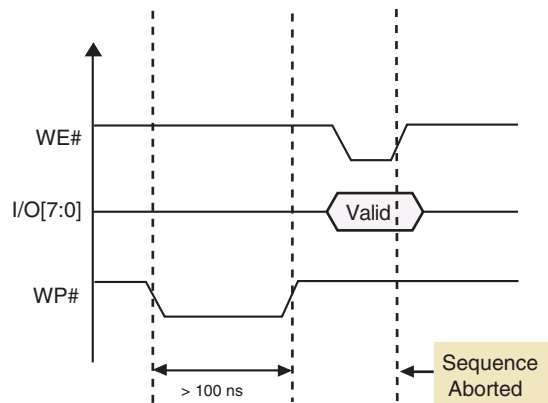 WE#
I/O[7:0]
Valid
WP#
> 100 ns
Sequence
Aborted